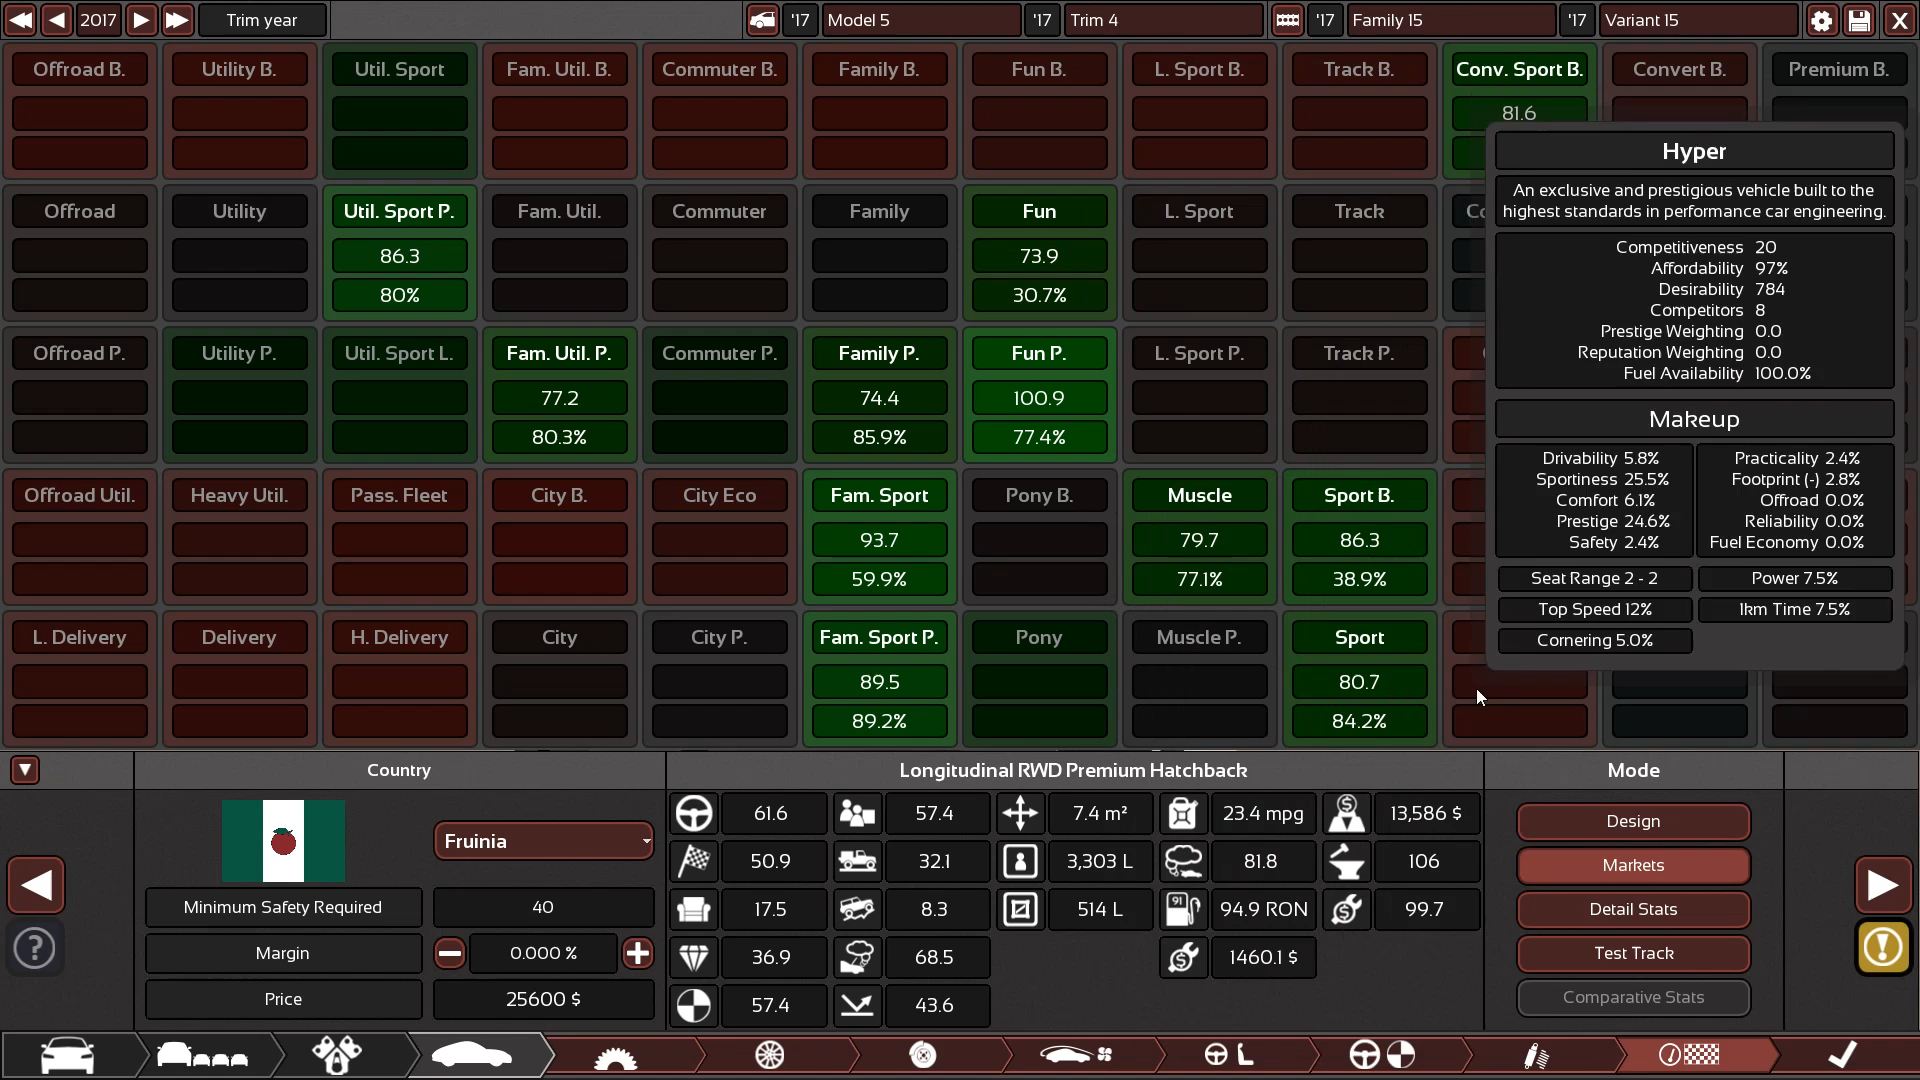 2017
Trim year
'17
Model 5
'17
Trim 4
'17
Family 15
'17
Variant 15
Offroad B.
Utility B.
Util. Sport
Fam. Util. B.
Commuter B.
Family B.
Fun B.
L. Sport B.
Track B.
Conv. Sport B.
Convert B.
Premium B.
81.6
Offroad
Utility
Util. Sport P.
Fam. Util.
Commuter
Family
Fun
L. Sport
Track
86.3
73.9
80%
30.7%
Offroad P.
Utility P.
Util. Sport L.
Fam. Util. P.
Commuter P.
Family P.
Fun P.
L. Sport P.
Track P.
77.2
74.4
100.9
80.3%
85.9%
77.4%
Offroad Util.
Heavy Util.
Pass. Fleet
City B.
City Eco
Fam. Sport
Pony B.
Muscle
Sport B.
93.7
79.7
86.3
59.9%
77.1%
38.9%
L. Delivery
Delivery
H. Delivery
City
City P.
Fam. Sport P.
Pony
Muscle P.
Sport
89.5
80.7
89.2%
84.2%
Hyper
An exclusive and prestigious vehicle built to the
highest standards in performance car engineering.
Competitiveness 20
Affordability 97%
Desirability 784
Competitors 8
Prestige Weighting 0.0
Reputation Weighting 0.0
Fuel Availability 100.0%
Makeup
Drivability 5.8%
Sportiness 25.5%
Comfort 6.1%
Prestige 24.6%
Safety 2.4%
Practicality 2.4%
Footprint (-) 2.8%
Offroad 0.0%
Reliability 0.0%
Fuel Economy 0.0%
Seat Range 2 - 2
Power 7.5%
Top Speed 12%
1km Time 7.5%
Cornering 5.0%
Country
Fruinia
Minimum Safety Required
40
Margin
0.000 %
Price
25600 $
Longitudinal RWD Premium Hatchback
61.6
57.4
7.4 m²
23.4 mpg
13,586 $
50.9
32.1
3,303 L
81.8
106
17.5
8.3
514 L
91
94.9 RON
99.7
36.9
68.5
1460.1 $
57.4
43.6
Mode
Design
Markets
Detail Stats
Test Track
Comparative Stats